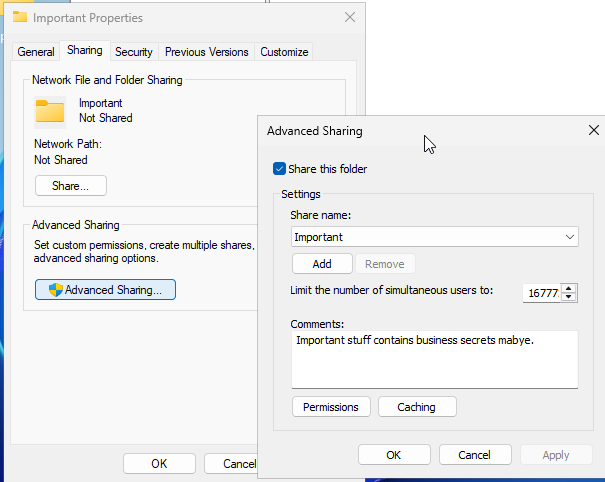 Important Properties
General
Sharing
Security
Previous Versions
Customize
Network File and Folder Sharing
Important
Not Shared
Network Path:
Not Shared
Share...
Advanced Sharing
Set custom permissions, create multiple shares,
advanced sharing options.
Advanced Sharing...
OK
Cancel
Advanced Sharing
Share this folder
Settings
Share name:
Important
Add
Remove
Limit the number of simultaneous users to:
16777
Comments:
Important stuff contains business secrets mabye.
Permissions
Caching
OK
Cancel
Apply